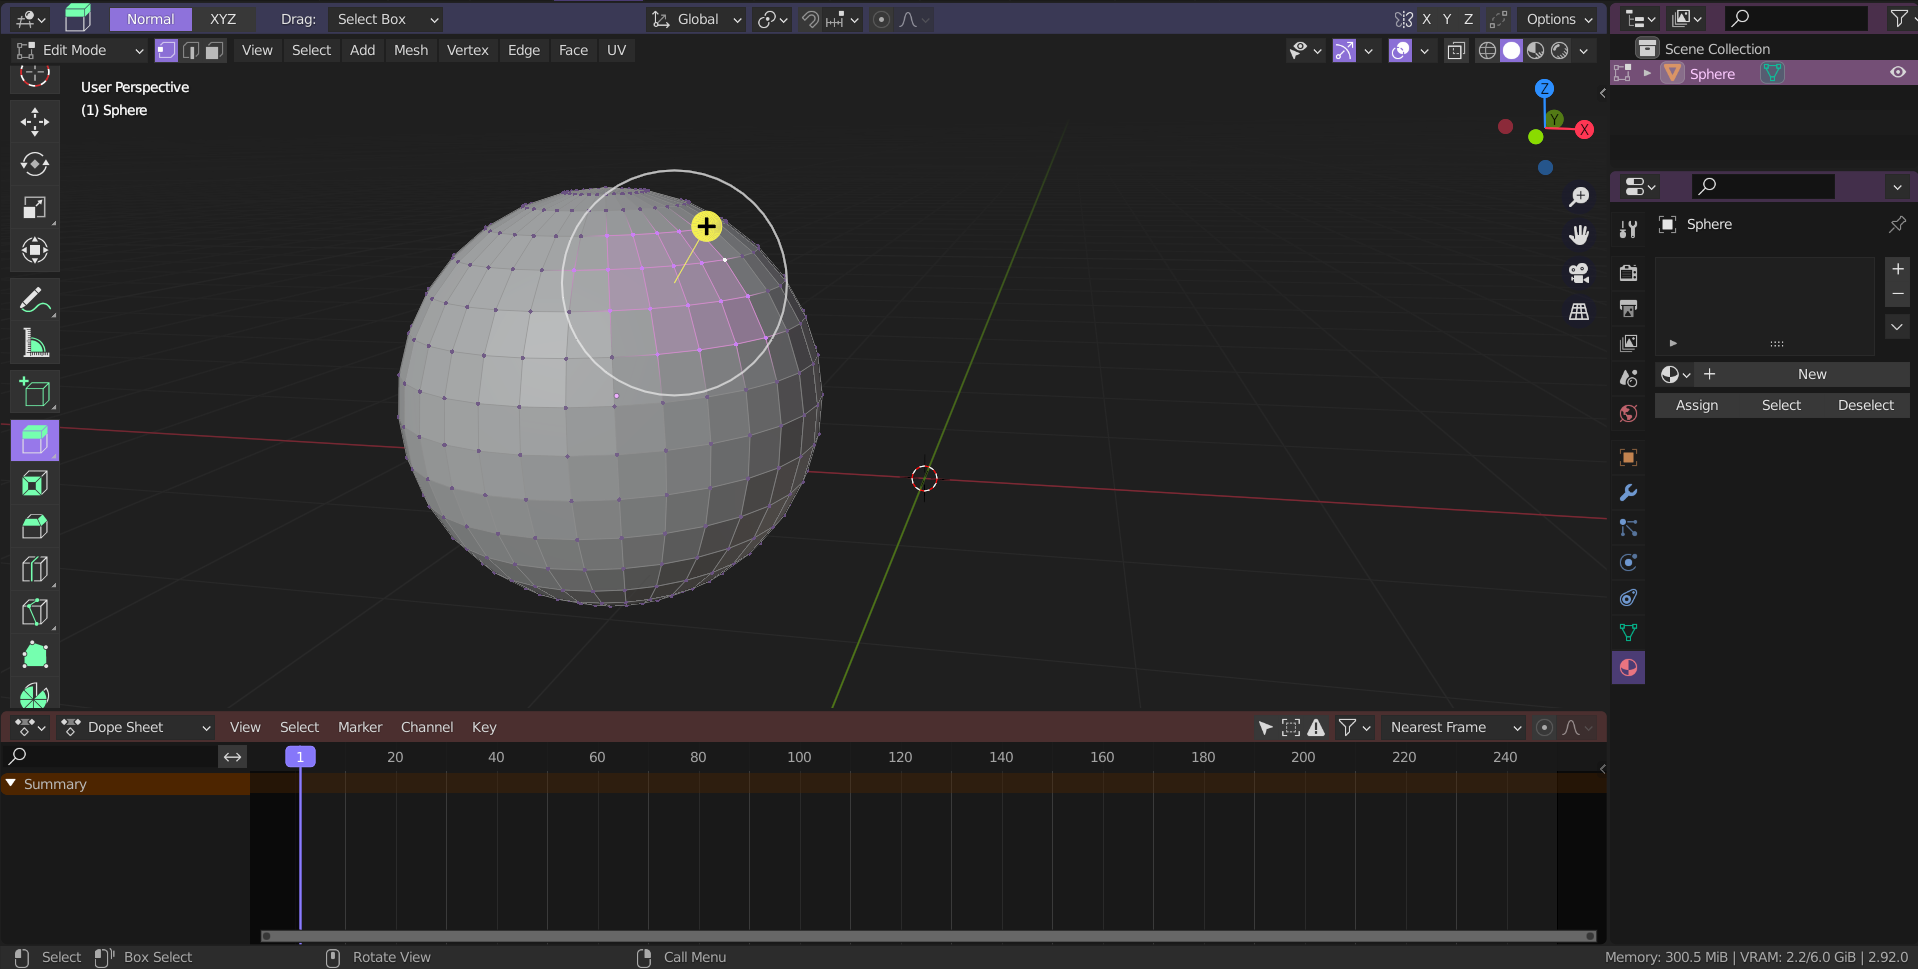 Normal XYZ Drag: Select Box Global X Y Z Options
Edit Mode View Select Add Mesh Vertex Edge Face UV
User Perspective
(1) Sphere
Z
Y
X
Scene Collection
Sphere
Sphere
New
Assign Select Deselect
Dope Sheet View Select Marker Channel Key Nearest Frame
1 20 40 60 80 100 120 140 160 180 200 220 240
Summary
Select Box Select Rotate View Call Menu Memory: 300.5 MiB | VRAM: 2.2/6.0 GiB | 2.92.0